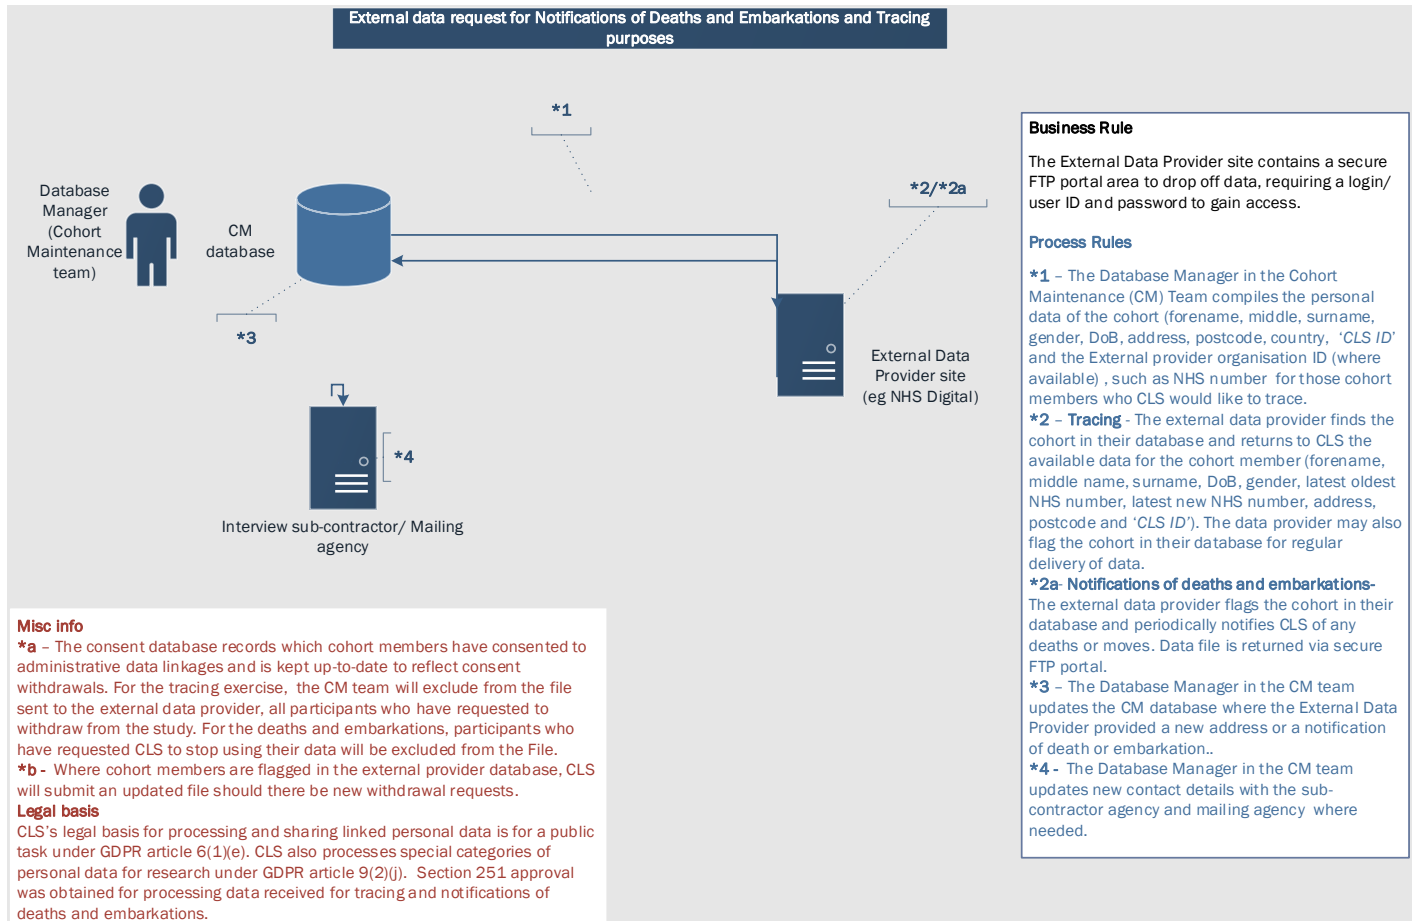 External data request for Notifications of Deaths and Embarkations and Tracing
purposes
*1
*2/*2a
Database
Manager
(Cohort
Maintenance
team)
CM
database
*3
External Data
Provider site
(eg NHS Digital)
*4
Interview sub-contractor/ Mailing
agency
Business Rule
The External Data Provider site contains a secure
FTP portal area to drop off data, requiring a login/
user ID and password to gain access.
Process Rules
*1 – The Database Manager in the Cohort
Maintenance (CM) Team compiles the personal
data of the cohort (forename, middle, surname,
gender, DoB, address, postcode, country, ‘CLS ID’
and the External provider organisation ID (where
available) , such as NHS number for those cohort
members who CLS would like to trace.
*2 – Tracing - The external data provider finds the
cohort in their database and returns to CLS the
available data for the cohort member (forename,
middle name, surname, DoB, gender, latest oldest
NHS number, latest new NHS number, address,
postcode and ‘CLS ID’). The data provider may also
flag the cohort in their database for regular
delivery of data.
*2a- Notifications of deaths and embarkations-
The external data provider flags the cohort in their
database and periodically notifies CLS of any
deaths or moves. Data file is returned via secure
FTP portal.
*3 – The Database Manager in the CM team
updates the CM database where the External Data
Provider provided a new address or a notification
of death or embarkation..
*4 - The Database Manager in the CM team
updates new contact details with the sub-
contractor agency and mailing agency where
needed.
Misc info
*a – The consent database records which cohort members have consented to
administrative data linkages and is kept up-to-date to reflect consent
withdrawals. For the tracing exercise, the CM team will exclude from the file
sent to the external data provider, all participants who have requested to
withdraw from the study. For the deaths and embarkations, participants who
have requested CLS to stop using their data will be excluded from the File.
*b - Where cohort members are flagged in the external provider database, CLS
will submit an updated file should there be new withdrawal requests.
Legal basis
CLS’s legal basis for processing and sharing linked personal data is for a public
task under GDPR article 6(1)(e). CLS also processes special categories of
personal data for research under GDPR article 9(2)(j). Section 251 approval
was obtained for processing data received for tracing and notifications of
deaths and embarkations.